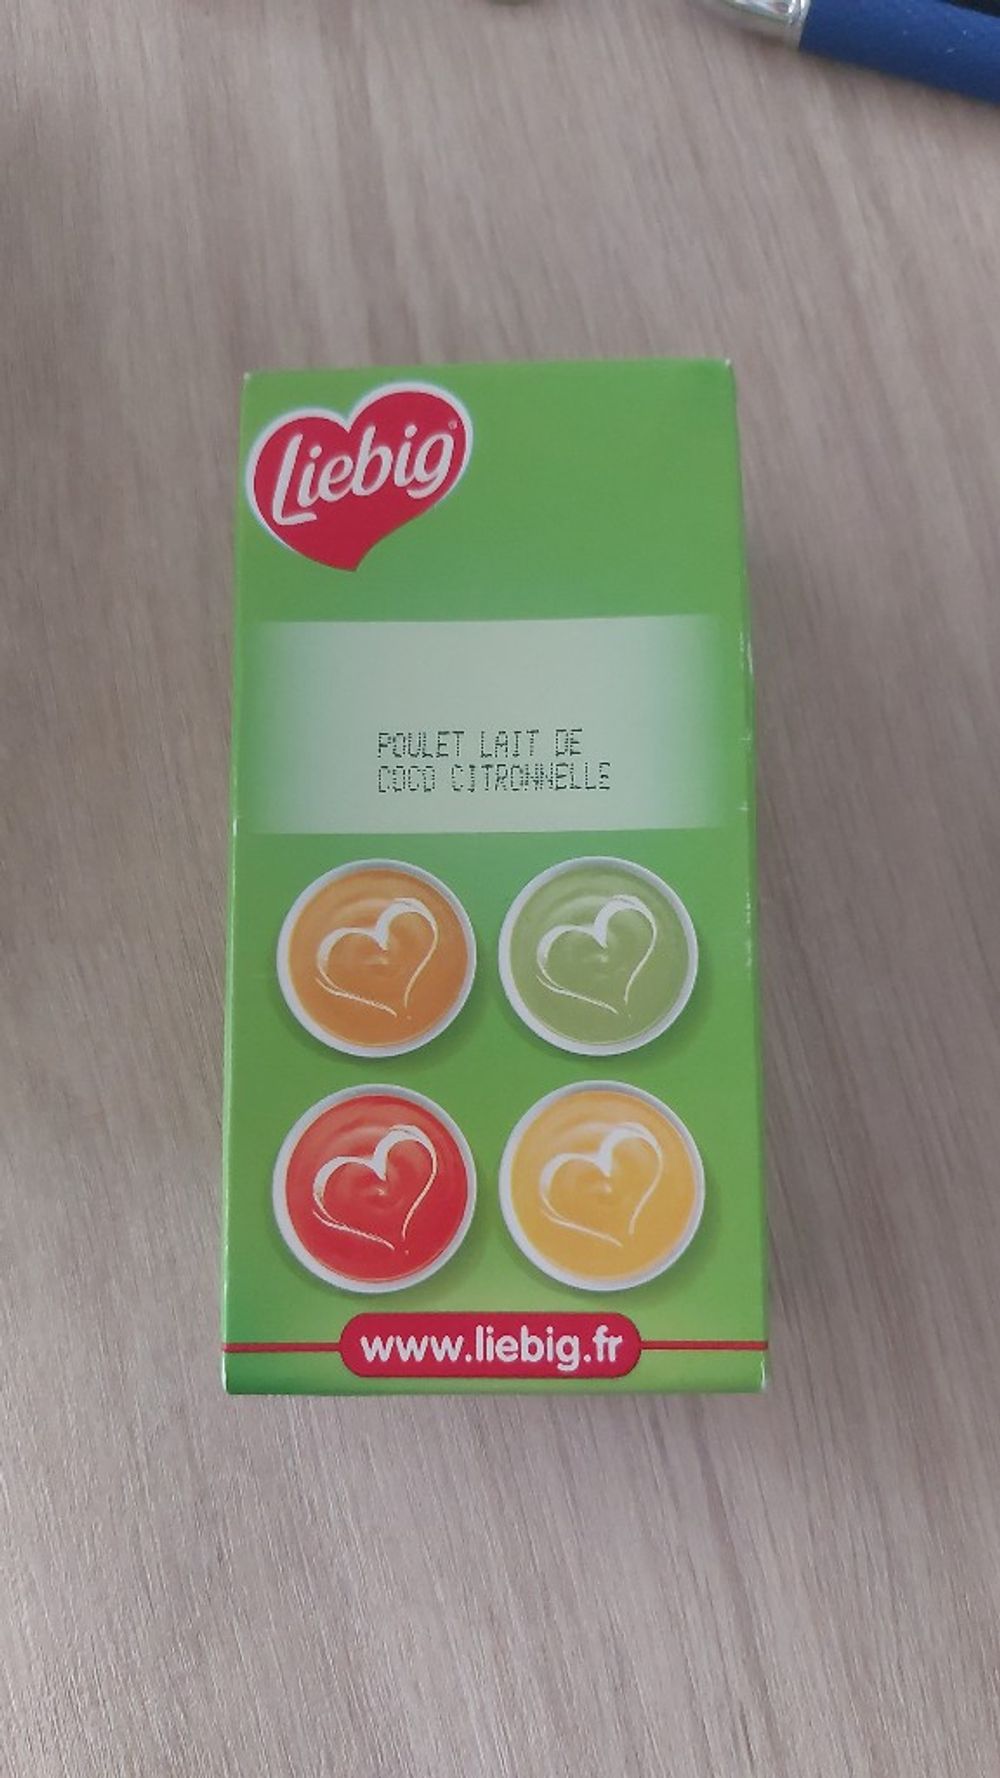 Liebig
POULET LAIT DE
COCO CITRONNELLE
www.liebig.fr